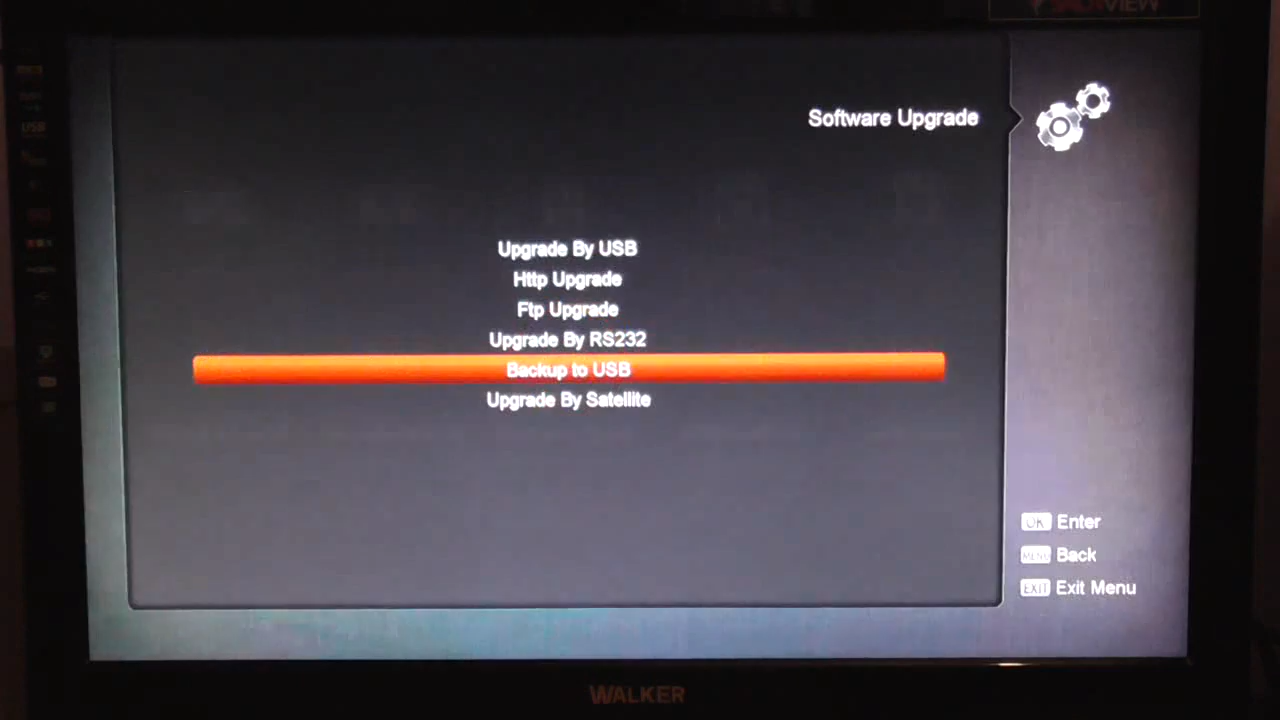 Software Upgrade
Upgrade By USB
Http Upgrade
Ftp Upgrade
Upgrade By RS232
Backup to USB
Upgrade By Satellite
OK Enter
MENU Back
EXIT Exit Menu
USB
WALKER